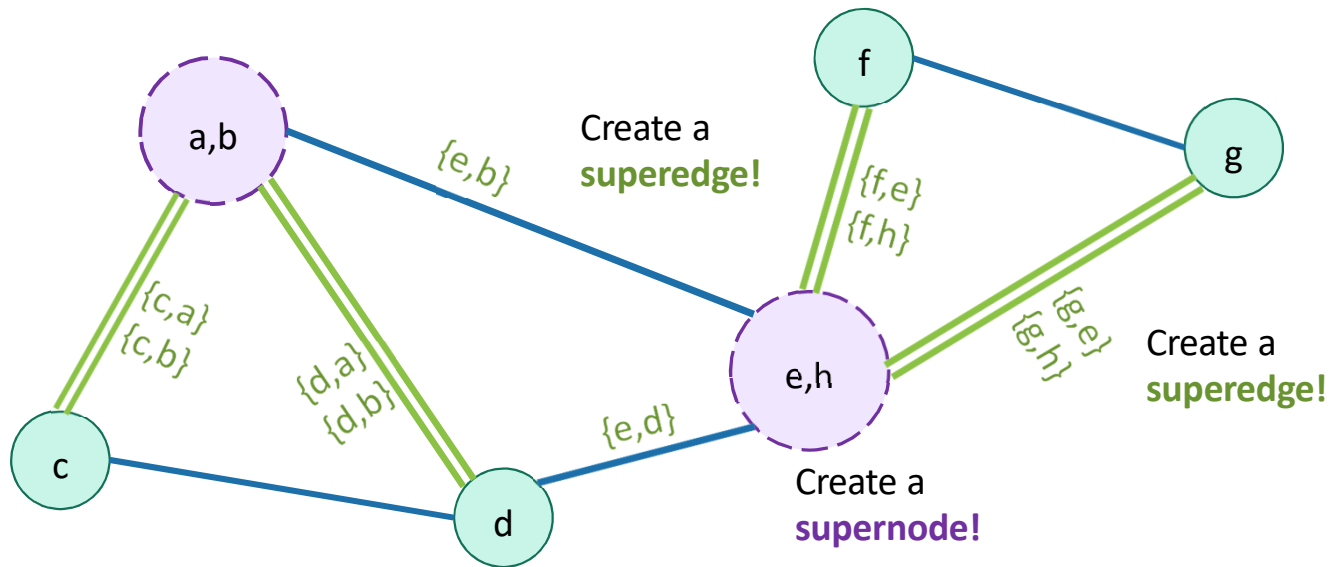 f
a,b
Create a
superedge!
{e,b}
g
{f,e}
{f,h}
{c,a}
{c,b}
{g,e}
{g,h}
Create a
superedge!
{d,a}
{d,b}
e,h
{e,d}
c
Create a
supernode!
d